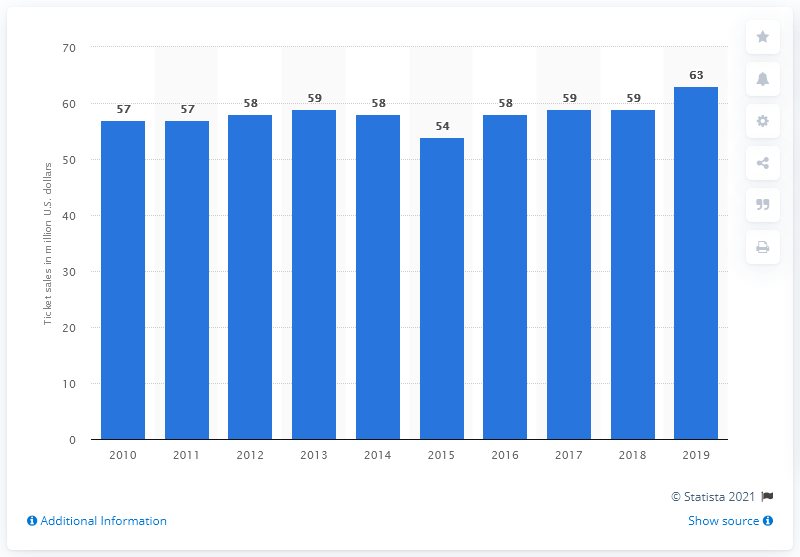 70
60
50
40
30
20
10
0
Ticket sales in million U.S. dollars
57 57 58 59 58 54 58 59 59 63
2010 2011 2012 2013 2014 2015 2016 2017 2018 2019
© Statista 2021
Additional Information
Show source